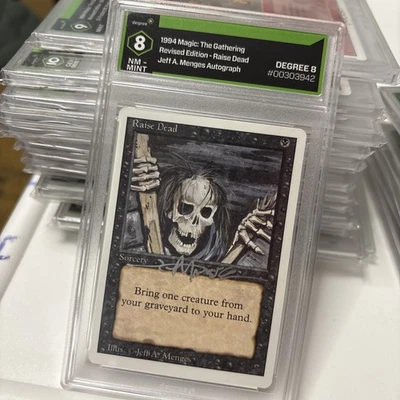 degree
8
NM - MINT
1994 Magic: The Gathering
Revised Edition - Raise Dead
Jeff A. Menges Autograph
DEGREE 8
#00303942
Raise Dead
Sorcery
Bring one creature from
your graveyard to your hand.
Illus. Jeff A. Menges